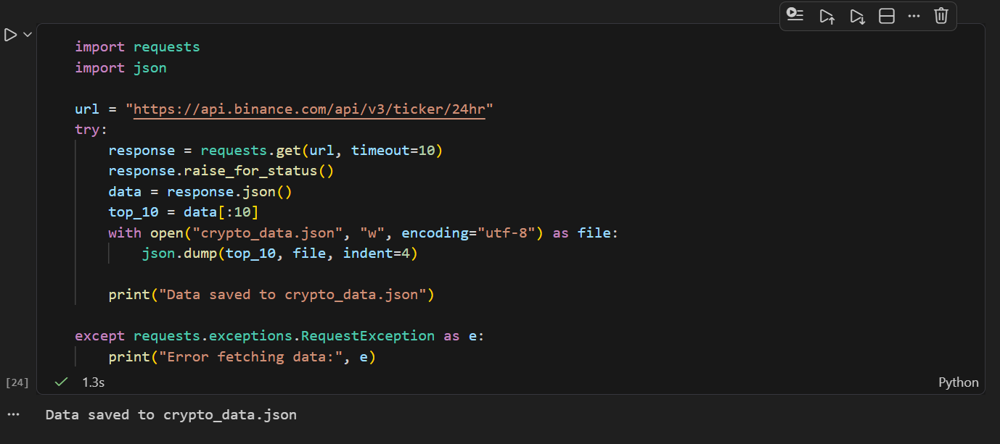 import requests
import json
url = "https://api.binance.com/api/v3/ticker/24hr"
try:
    response = requests.get(url, timeout=10)
    response.raise_for_status()
    data = response.json()
    top_10 = data[:10]
    with open("crypto_data.json", "w", encoding="utf-8") as file:
        json.dump(top_10, file, indent=4)
    print("Data saved to crypto_data.json")
except requests.exceptions.RequestException as e:
    print("Error fetching data:", e)
[24] 1.3s Python
Data saved to crypto_data.json